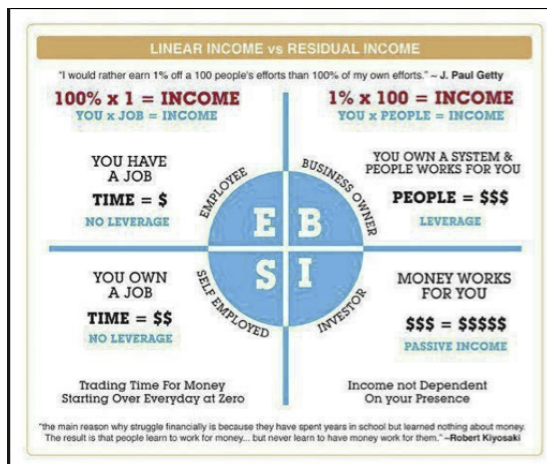 LINEAR INCOME vs RESIDUAL INCOME
"I would rather earn 1% off a 100 people's efforts than 100% of my own efforts." ~ J. Paul Getty
100% x 1 = INCOME
YOU x JOB = INCOME
1% x 100 = INCOME
YOU x PEOPLE = INCOME
YOU HAVE
A JOB
TIME = $
NO LEVERAGE
EMPLOYEE
BUSINESS OWNER
YOU OWN A SYSTEM &
PEOPLE WORKS FOR YOU
PEOPLE = $$$
LEVERAGE
E B
S I
YOU OWN
A JOB
TIME = $$
NO LEVERAGE
SELF EMPLOYED
INVESTOR
MONEY WORKS
FOR YOU
$$$ = $$$$$
PASSIVE INCOME
Trading Time For Money
Starting Over Everyday at Zero
Income not Dependent
On your Presence
"the main reason why struggle financially is because they have spent years in school but learned nothing about money.
The result is that people learn to work for money... but never learn to have money work for them." ~Robert Kiyosaki